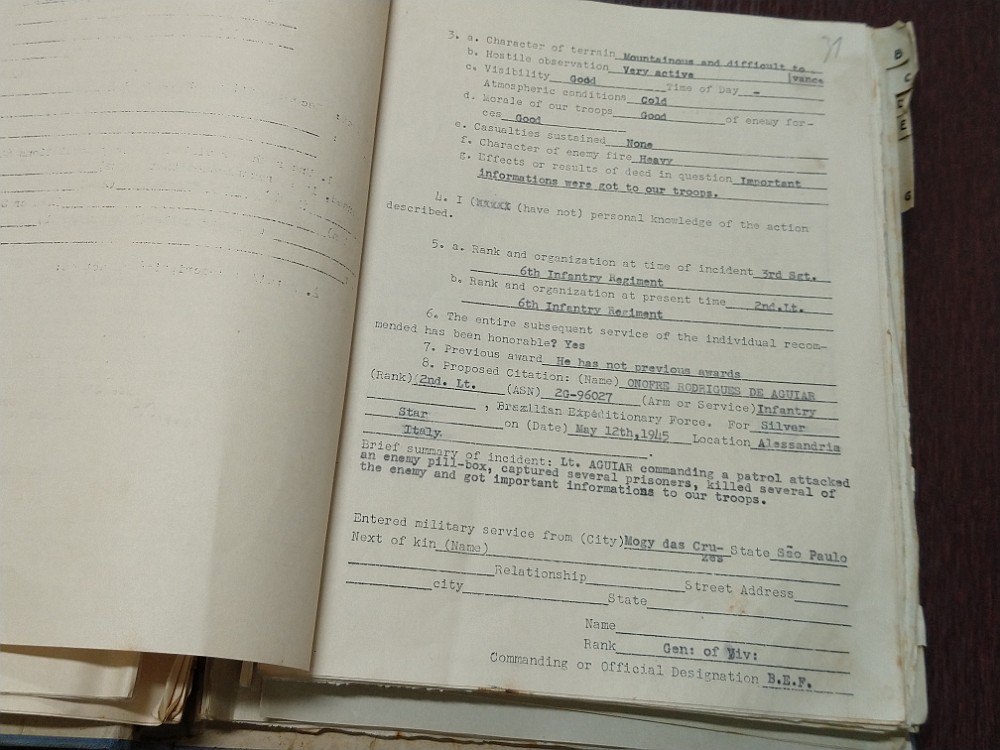 71
3. a. Character of terrain Mountainous and difficult to
vance
b. Hostile observation Very active
c. Visibility Good Time of Day -
Atmospheric conditions Cold
d. Morale of our troops Good of enemy for-
ces Good
e. Casualties sustained None
f. Character of enemy fire Heavy
g. Effects or results of deed in question Important
informations were got to our troops.
4. I (XXXXX (have not) personal knowledge of the action
described.
5. a. Rank and organization at time of incident 3rd Sgt.
6th Infantry Regiment
b. Rank and organization at present time 2nd.Lt.
6th Infantry Regiment
6. The entire subsequent service of the individual recom-
mended has been honorable? Yes
7. Previous award He has not previous awards
8. Proposed Citation: (Name) ONOFRE RODRIGUES DE AGUIAR
(Rank) 2nd. Lt. (ASN) 2G-96027 (Arm or Service) Infantry
, Brazilian Expeditionary Force. For Silver
Star on (Date) May 12th,1945 Location Alessandria
Italy.
Brief summary of incident: Lt. AGUIAR commanding a patrol attacked
an enemy pill-box, captured several prisoners, killed several of
the enemy and got important informations to our troops.
Entered military service from (City) Mogy das Cru- State São Paulo
zes
Next of kin (Name)
Relationship Street Address
city State
Name
Rank Gen: of Div:
Commanding or Official Designation B.E.F.
B
C
E
E
G